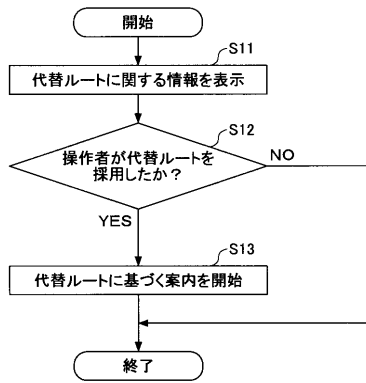 開始
S11
代替ルートに関する情報を表示
S12
操作者が代替ルートを
採用したか？
NO
YES
S13
代替ルートに基づく案内を開始
終了